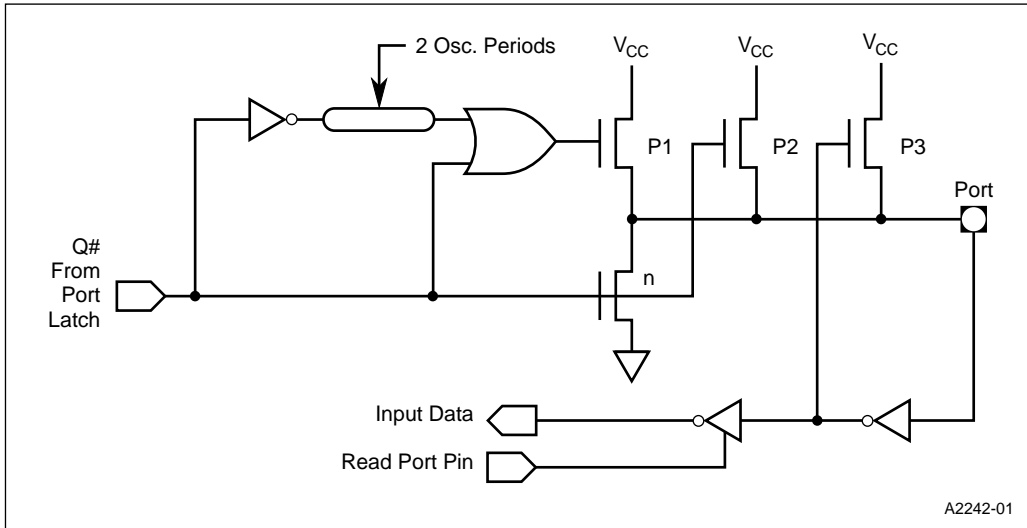 2 Osc. Periods
VCC
VCC
VCC
P1
P2
P3
Port
Q#
From
Port
Latch
n
Input Data
Read Port Pin
A2242-01